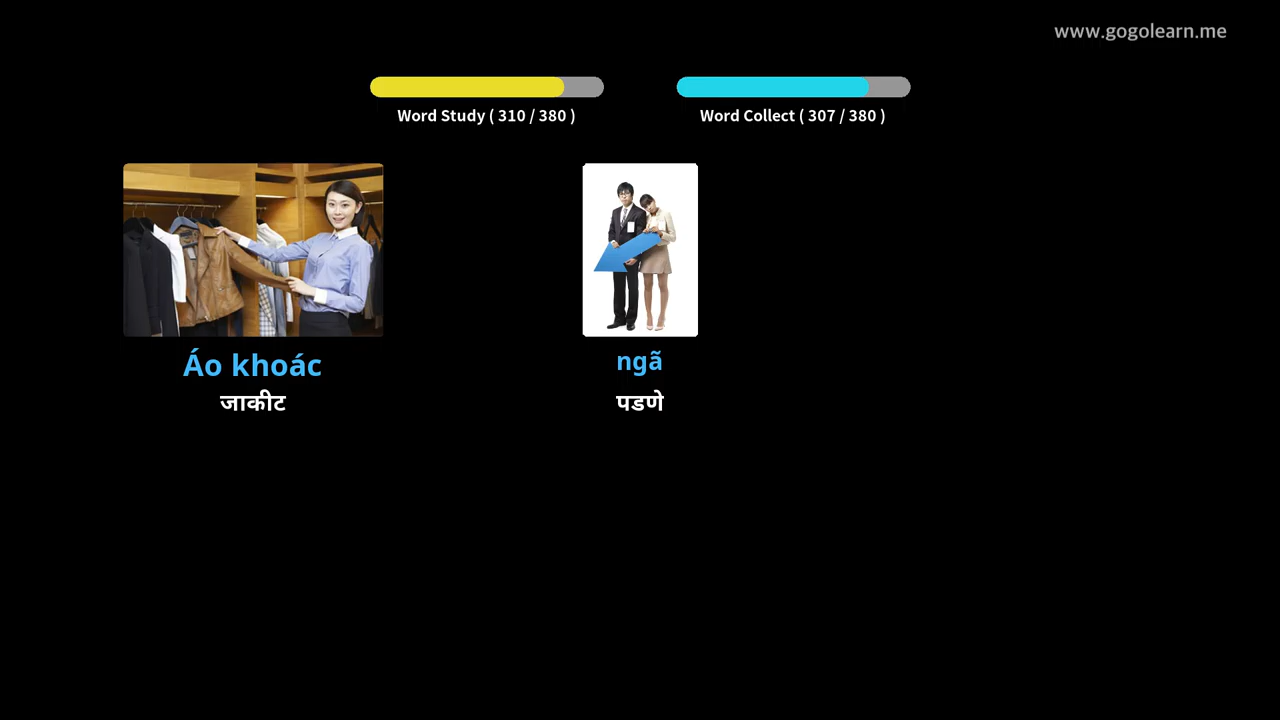 www.gogolearn.me
Word Study ( 310 / 380 )
Word Collect ( 307 / 380 )
Áo khoác
जाकीट
ngã
पडणे